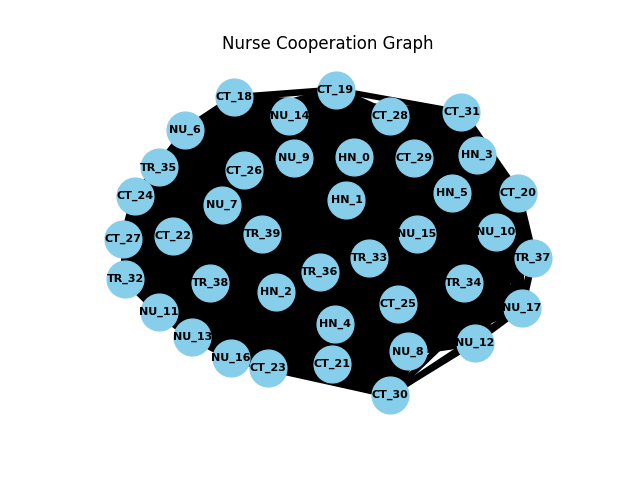 Nurse Cooperation Graph
CT_19
CT_18
CT_31
NU_14
CT_28
NU_6
HN_3
NU_9
HN_0
CT_29
TR_35
CT_26
CT_20
HN_5
CT_24
HN_1
NU_7
NU_10
TR_39
NU_15
CT_22
CT_27
TR_33
TR_37
TR_36
TR_32
TR_38
TR_34
HN_2
CT_25
NU_17
NU_11
HN_4
NU_13
NU_12
NU_8
NU_16
CT_21
CT_23
CT_30